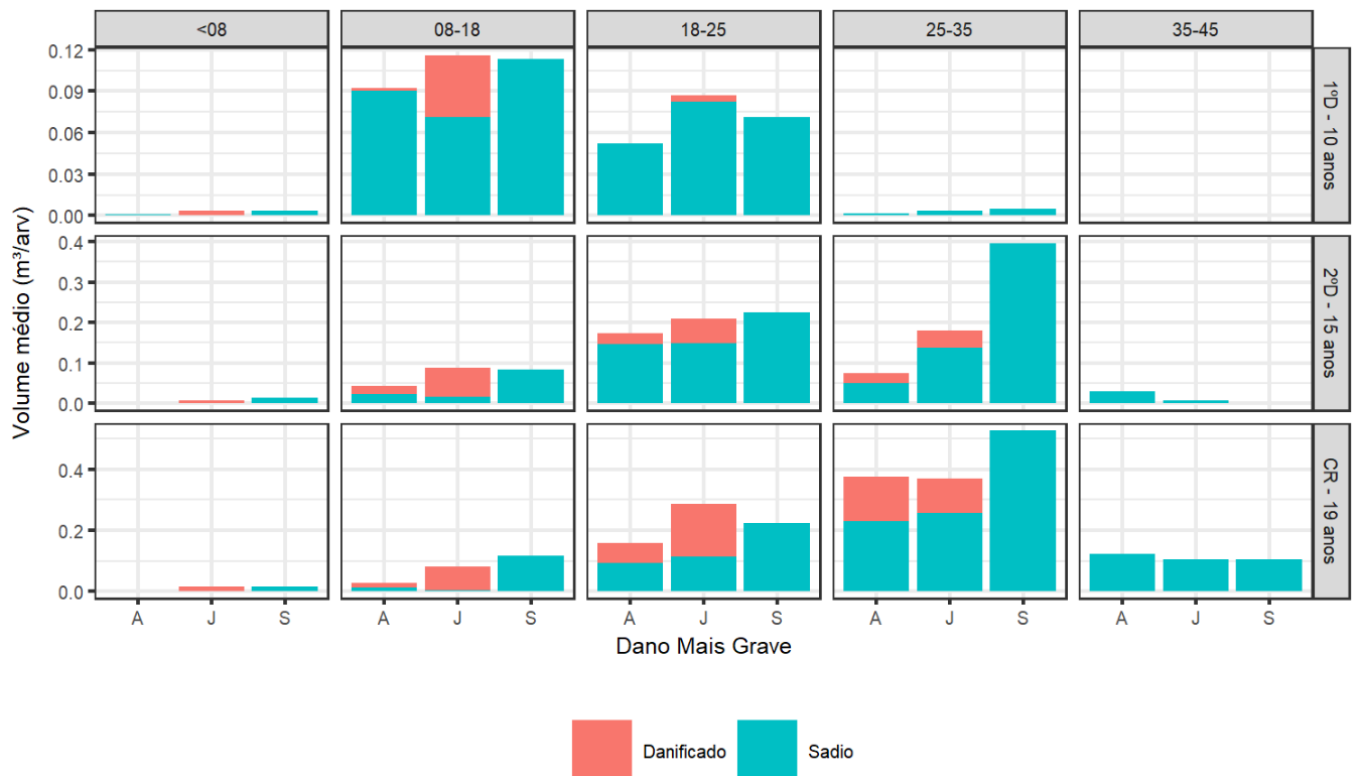 <08 08-18 18-25 25-35 35-45
0.12
0.09
0.06
0.03
0.00
1ºD - 10 anos
0.4
0.3
0.2
0.1
0.0
2ºD - 15 anos
0.4
0.2
0.0
CR - 19 anos
Volume médio (m³/arv)
A J S A J S A J S A J S A J S
Dano Mais Grave
Danificado Sadio